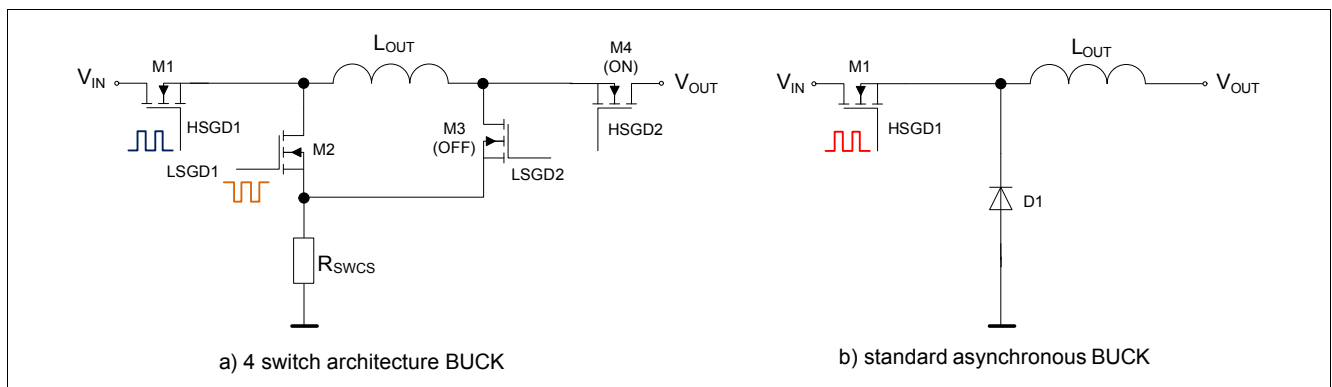 LOUT
M1
M4
(ON)
VIN
VOUT
HSGD1
HSGD2
M3
(OFF)
M2
LSGD1
LSGD2
RSWCS
a) 4 switch architecture BUCK
LOUT
M1
VIN
VOUT
HSGD1
D1
b) standard asynchronous BUCK